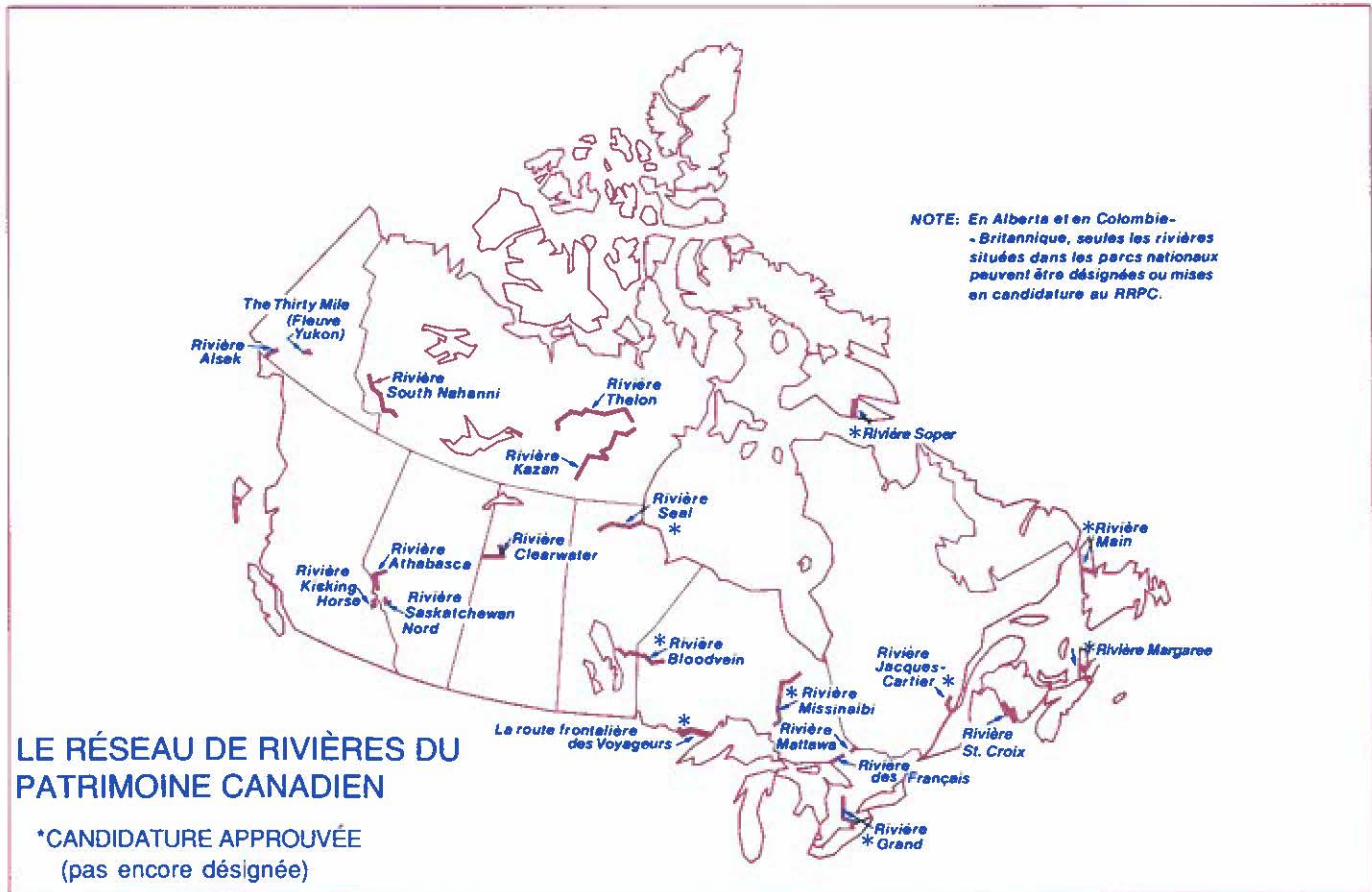 NOTE: En Alberta et en Colombie-
- Britannique, seules les rivières
situées dans les parcs nationaux
peuvent être désignées ou mises
en candidature au RRPC.
The Thirty Mile
(Fleuve
Yukon)
Rivière
Alsek
Rivière
South Nahanni
Rivière
Thelon
* Rivière Soper
Rivière
Kazan
Rivière
Seal
*
Rivière
Clearwater
* Rivière
Main
Rivière
Athabasca
Rivière
Kicking
Horse
Rivière
Saskatchewan
Nord
* Rivière
Bloodvein
Rivière
Jacques-
Cartier *
* Rivière Margaree
* Rivière
Missinaibi
La route frontalière *
des Voyageurs
Rivière
Mattawa
Rivière
St. Croix
Rivière
des Français
Rivière
* Grand
LE RÉSEAU DE RIVIÈRES DU
PATRIMOINE CANADIEN
*CANDIDATURE APPROUVÉE
(pas encore désignée)